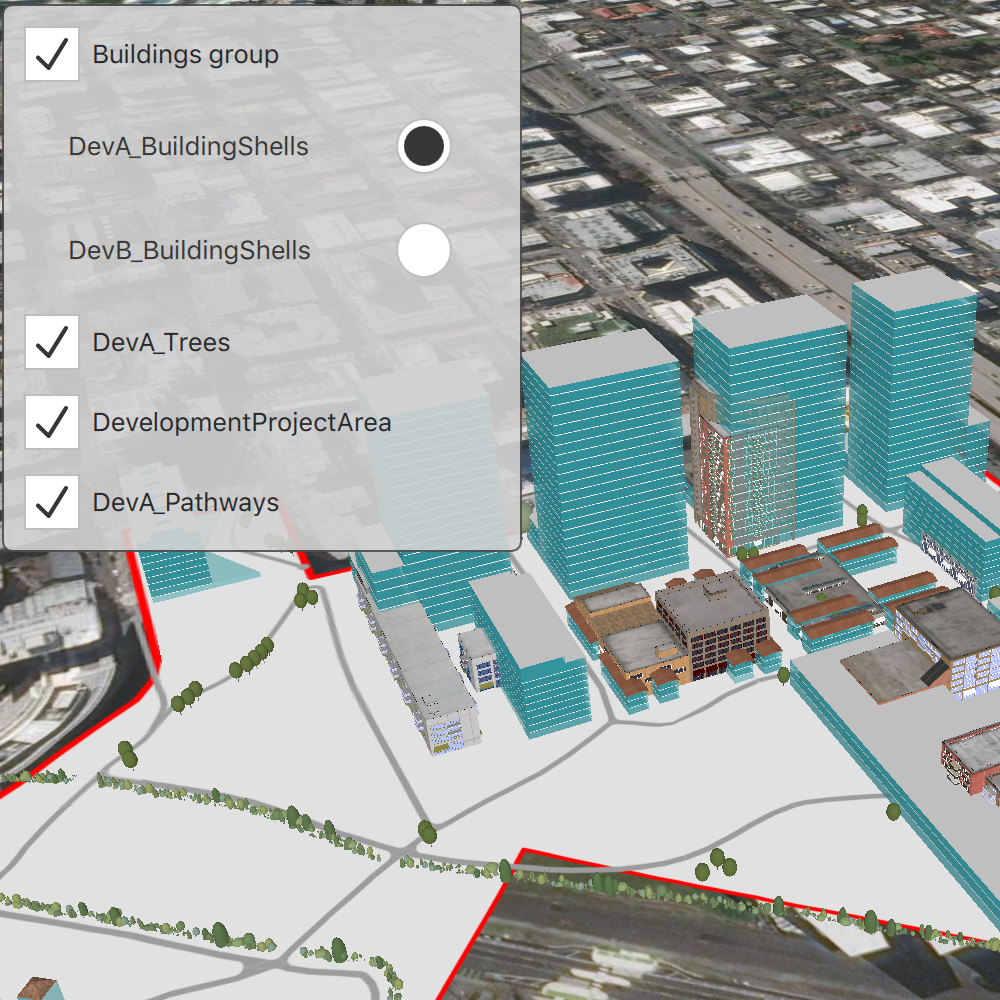 Buildings group
DevA_BuildingShells
DevB_BuildingShells
DevA_Trees
DevelopmentProjectArea
DevA_Pathways